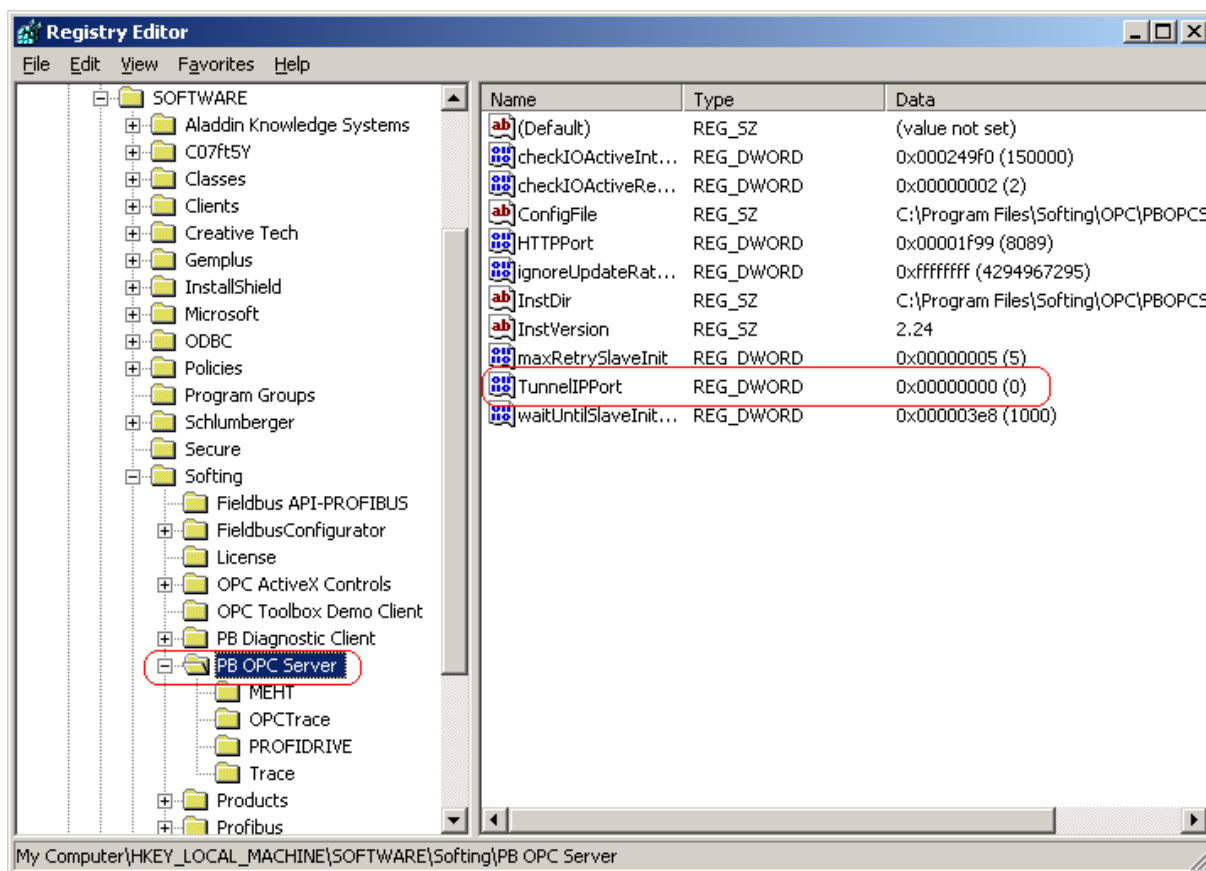 Registry Editor
File Edit View Favorites Help
SOFTWARE
Aladdin Knowledge Systems
C07ft5Y
Classes
Clients
Creative Tech
Gemplus
InstallShield
Microsoft
ODBC
Policies
Program Groups
Schlumberger
Secure
Softing
Fieldbus API-PROFIBUS
FieldbusConfigurator
License
OPC ActiveX Controls
OPC Toolbox Demo Client
PB Diagnostic Client
PB OPC Server
MEHT
OPCTrace
PROFIDRIVE
Trace
Products
Profibus
Name Type Data
(Default) REG_SZ (value not set)
checkIOActiveInt... REG_DWORD 0x000249f0 (150000)
checkIOActiveRe... REG_DWORD 0x00000002 (2)
ConfigFile REG_SZ C:\Program Files\Softing\OPC\PBOPCS
HTTPPort REG_DWORD 0x00001f99 (8089)
ignoreUpdateRat... REG_DWORD 0xffffffff (4294967295)
InstDir REG_SZ C:\Program Files\Softing\OPC\PBOPCS
InstVersion REG_SZ 2.24
maxRetrySlaveInit REG_DWORD 0x00000005 (5)
TunnelIPPort REG_DWORD 0x00000000 (0)
waitUntilSlaveInit... REG_DWORD 0x000003e8 (1000)
My Computer\HKEY_LOCAL_MACHINE\SOFTWARE\Softing\PB OPC Server